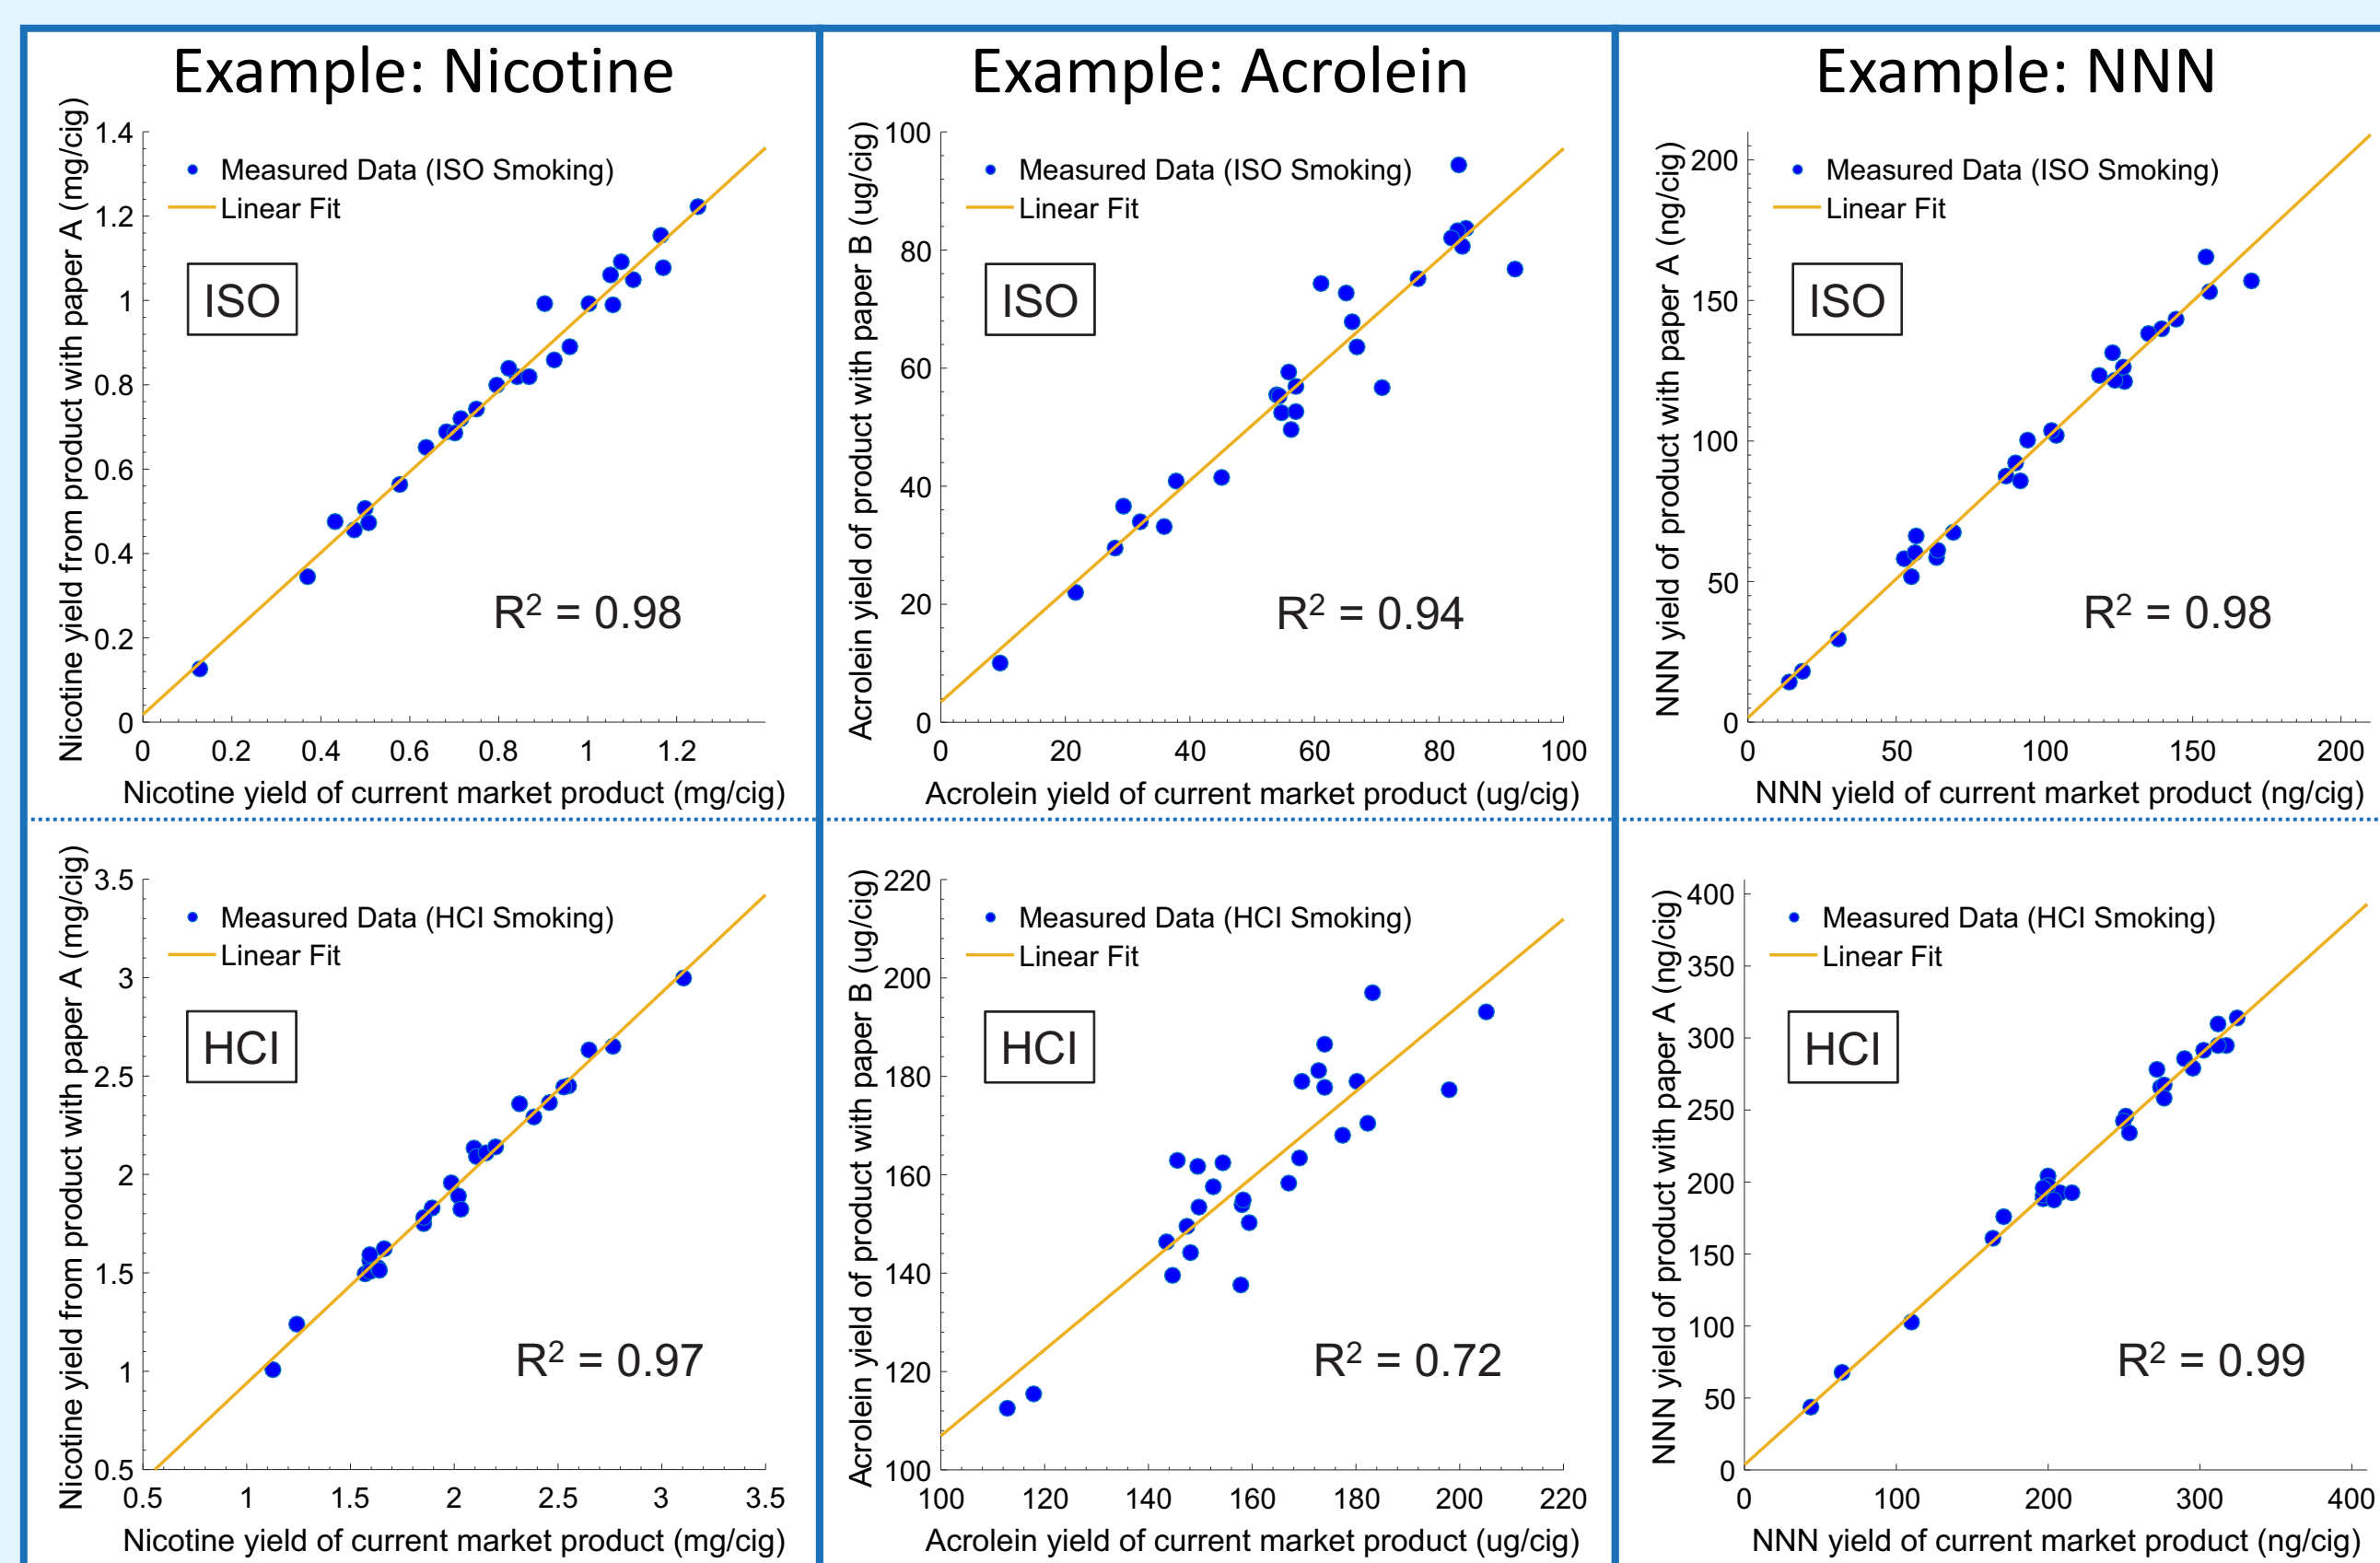 Example: Nicotine
Nicotine yield from product with paper A (mg/cig)
1.4
1.2
1
0.8
0.6
0.4
0.2
0
Measured Data (ISO Smoking)
Linear Fit
ISO
R² = 0.98
0 0.2 0.4 0.6 0.8 1 1.2
Nicotine yield of current market product (mg/cig)
Example: Acrolein
Acrolein yield of product with paper B (ug/cig)
100
80
60
40
20
0
Measured Data (ISO Smoking)
Linear Fit
ISO
R² = 0.94
0 20 40 60 80 100
Acrolein yield of current market product (ug/cig)
Example: NNN
NNN yield of product with paper A (ng/cig)
200
150
100
50
0
Measured Data (ISO Smoking)
Linear Fit
ISO
R² = 0.98
0 50 100 150 200
NNN yield of current market product (ng/cig)
Nicotine yield from product with paper A (mg/cig)
3.5
3
2.5
2
1.5
1
0.5
Measured Data (HCI Smoking)
Linear Fit
HCI
R² = 0.97
0.5 1 1.5 2 2.5 3 3.5
Nicotine yield of current market product (mg/cig)
Acrolein yield of product with paper B (ug/cig)
220
200
180
160
140
120
100
Measured Data (HCI Smoking)
Linear Fit
HCI
R² = 0.72
100 120 140 160 180 200 220
Acrolein yield of current market product (ug/cig)
NNN yield of product with paper A (ng/cig)
400
350
300
250
200
150
100
50
0
Measured Data (HCI Smoking)
Linear Fit
HCI
R² = 0.99
0 100 200 300 400
NNN yield of current market product (ng/cig)